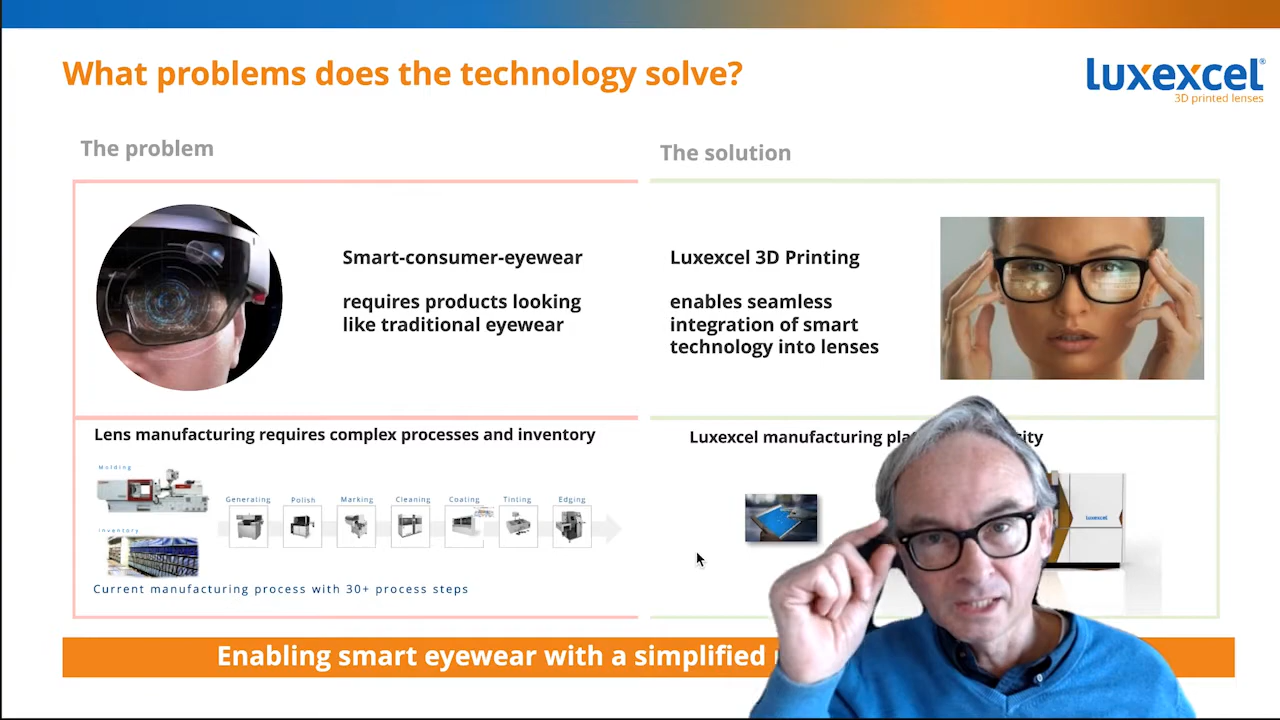 What problems does the technology solve?
luxexcel®
3D printed lenses
The problem
The solution
Smart-consumer-eyewear
requires products looking
like traditional eyewear
Luxexcel 3D Printing
enables seamless
integration of smart
technology into lenses
Lens manufacturing requires complex processes and inventory
Molding
Inventory
Generating Polish Marking Cleaning Coating Tinting Edging
Current manufacturing process with 30+ process steps
Luxexcel manufacturing
luxexcel
Enabling smart eyewear with a simplified